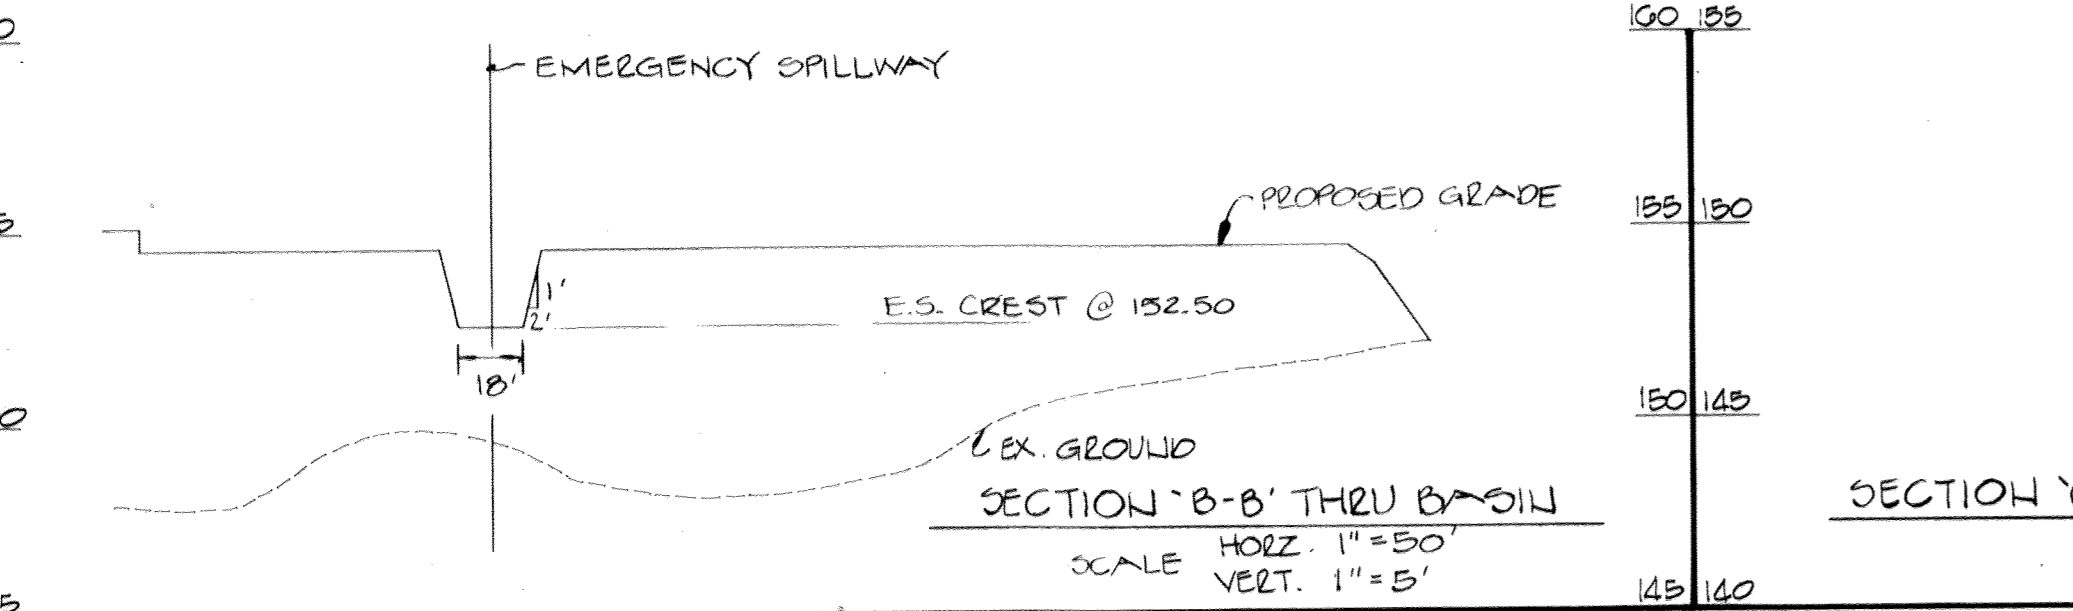 160 155
EMERGENCY SPILLWAY
PROPOSED GRADE
155 150
1'
2'
E.S. CREST @ 152.50
18'
150 145
EX. GROUND
SECTION 'B-B' THRU BASIN
SECTION
SCALE HORZ. 1" = 50'
VERT. 1" = 5'
145 140